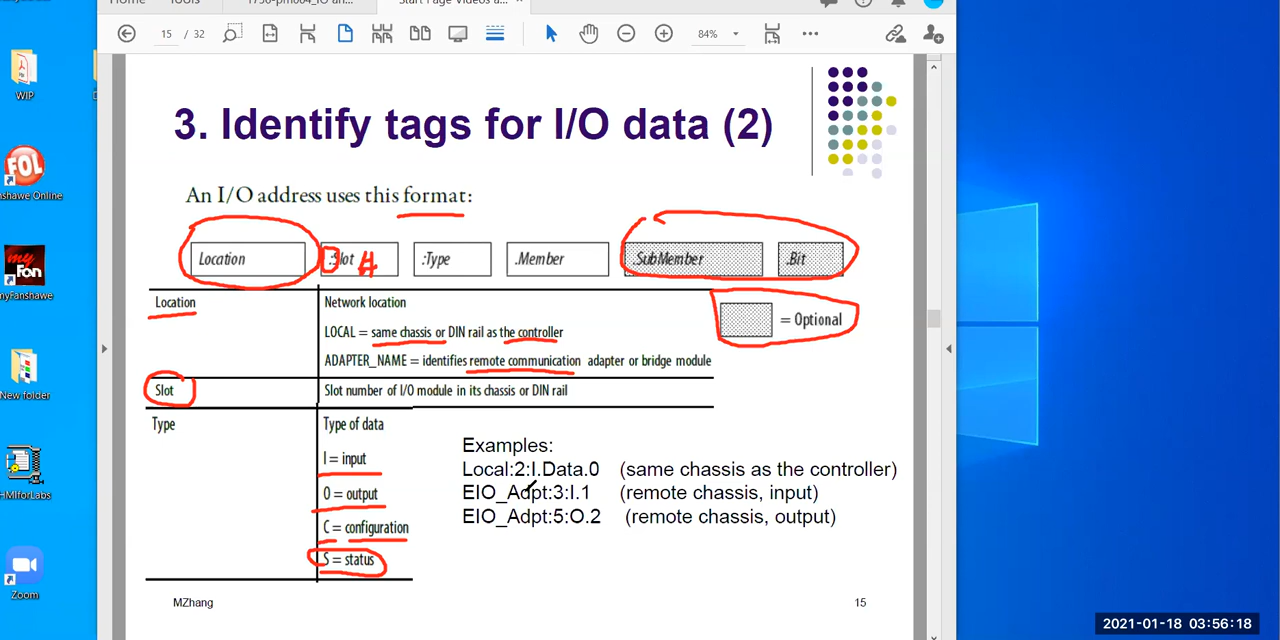 15 / 32
84%
WIP
FOL
nshawe Online
my
Fon
myFanshawe
New folder
HMIforLabs
Zoom
3. Identify tags for I/O data (2)
An I/O address uses this format:
Location
:Slot
:Type
.Member
.SubMember
.Bit
Location
Network location
LOCAL = same chassis or DIN rail as the controller
ADAPTER_NAME = identifies remote communication adapter or bridge module
= Optional
Slot
Slot number of I/O module in its chassis or DIN rail
Type
Type of data
I = input
O = output
C = configuration
S = status
Examples:
Local:2:I.Data.0 (same chassis as the controller)
EIO_Adpt:3:I.1 (remote chassis, input)
EIO_Adpt:5:O.2 (remote chassis, output)
MZhang
15
2021-01-18 03:56:18